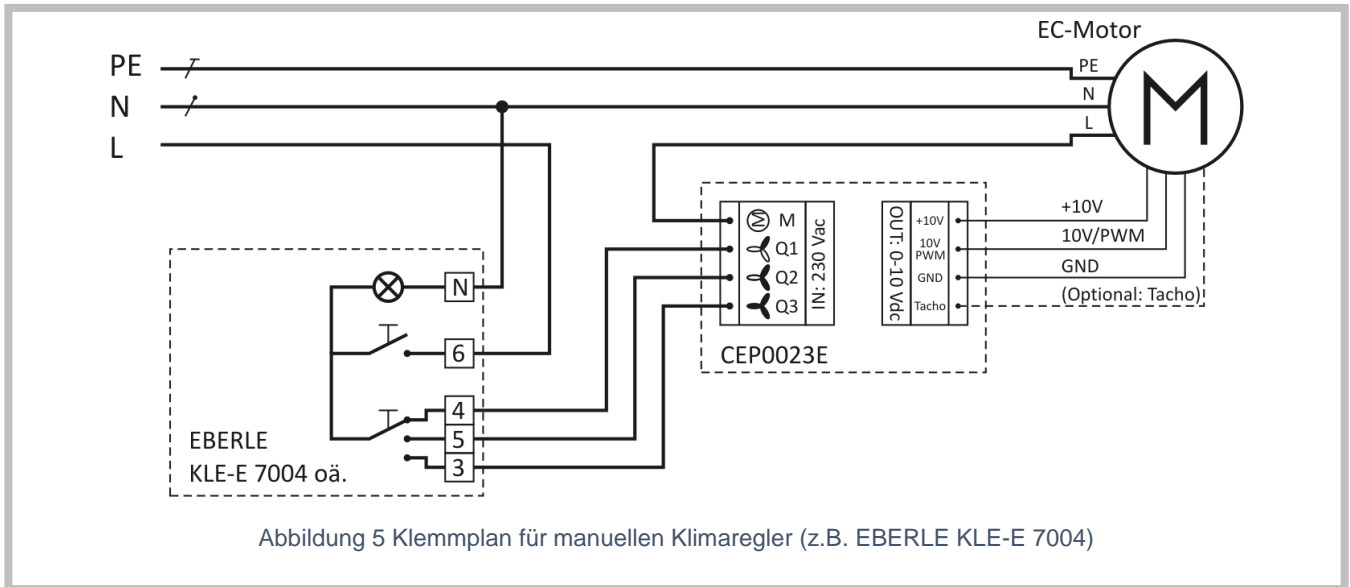 EC-Motor
PE
PE
N
N
L
L
M
+10V
10V/PWM
GND
(Optional: Tacho)
M
M
Q1
Q2
Q3
IN: 230 Vac
OUT: 0-10 Vdc
+10V
10V
PWM
GND
Tacho
CEP0023E
N
6
4
5
3
EBERLE
KLE-E 7004 oä.
Abbildung 5 Klemmplan für manuellen Klimaregler (z.B. EBERLE KLE-E 7004)